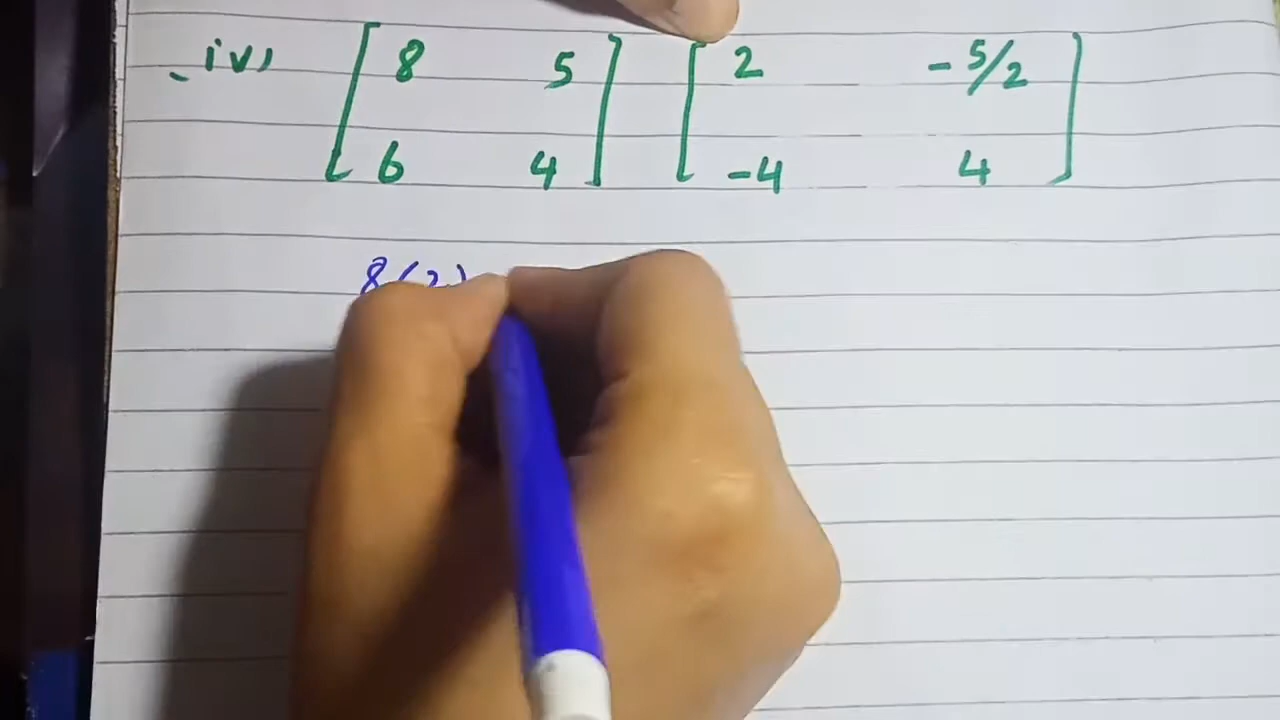 iv) [ 8 5 ] [ 2 -5/2 ]
[ 6 4 ] [ -4 4 ]
8(2)